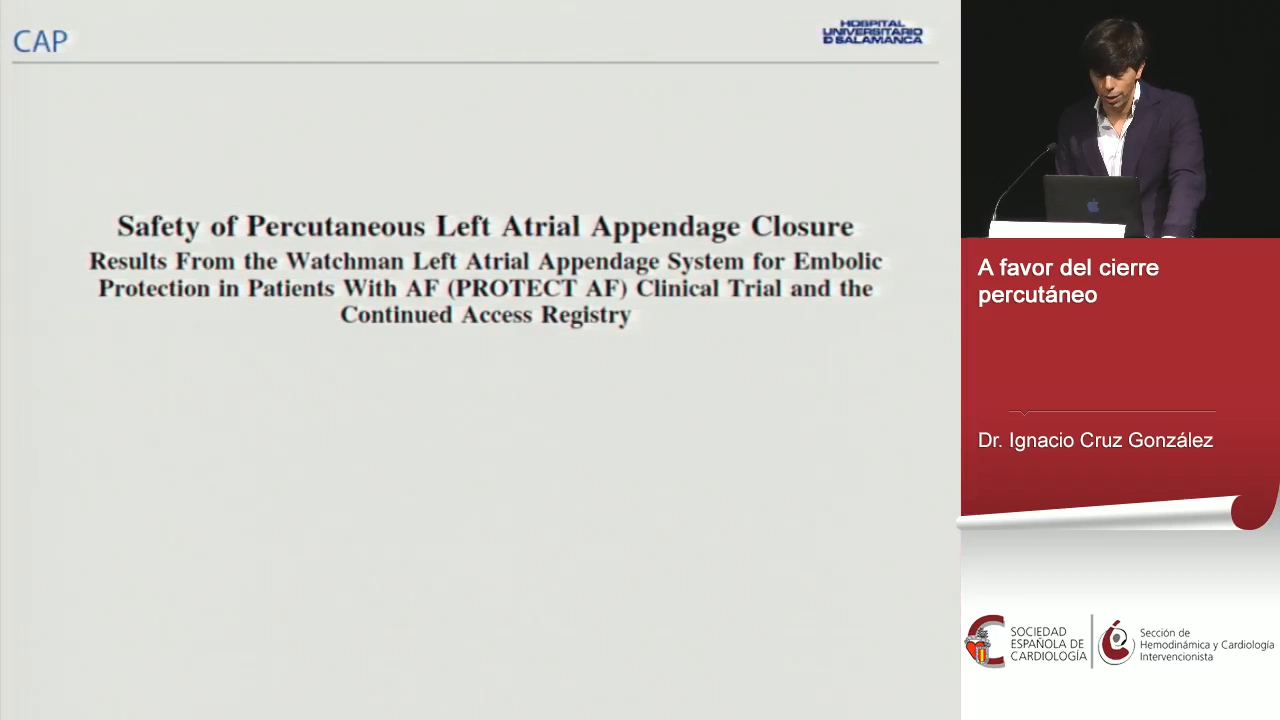 CAP
HOSPITAL
UNIVERSITARIO
D SALAMANCA
Safety of Percutaneous Left Atrial Appendage Closure
Results From the Watchman Left Atrial Appendage System for Embolic
Protection in Patients With AF (PROTECT AF) Clinical Trial and the
Continued Access Registry
A favor del cierre
percutáneo
Dr. Ignacio Cruz González
SOCIEDAD
ESPAÑOLA DE
CARDIOLOGÍA
Sección de
Hemodinámica y Cardiología
Intervencionista